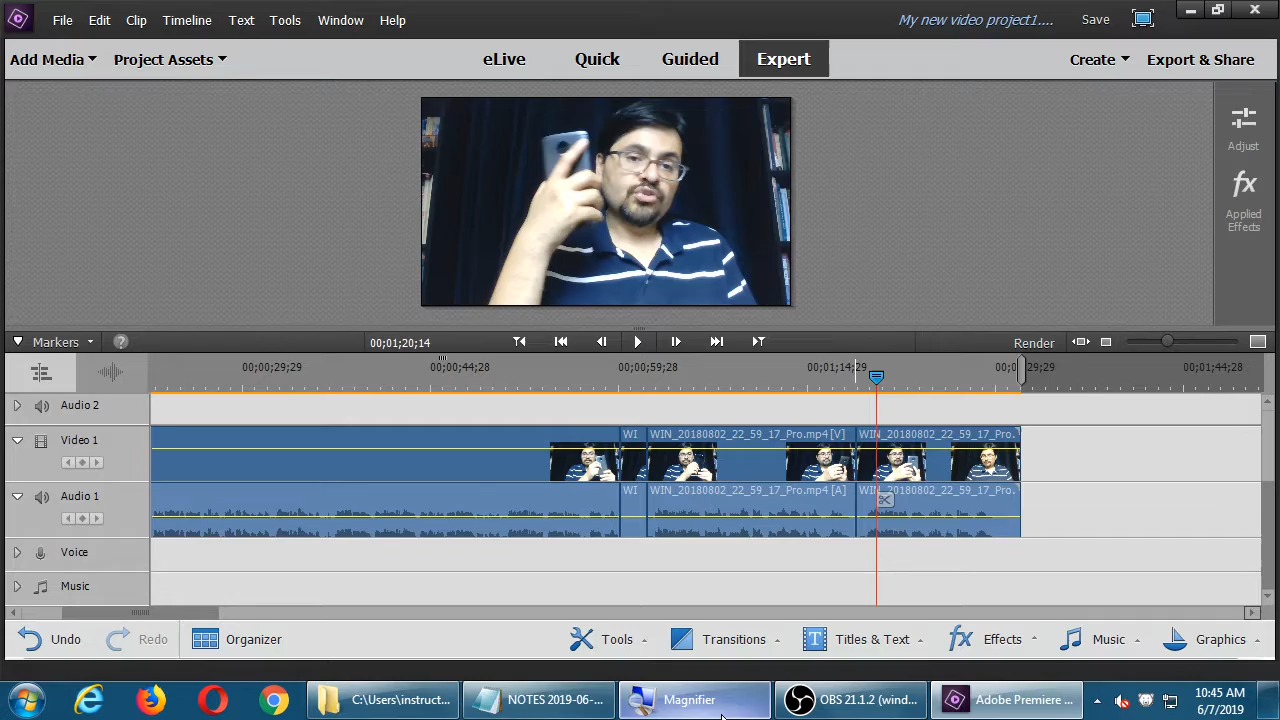 File Edit Clip Timeline Text Tools Window Help My new video project1.... Save
Add Media Project Assets eLive Quick Guided Expert Create Export & Share
Adjust
fx
Applied
Effects
Markers ? 00;01;20;14 Render
00;00;29;29 00;00;44;28 00;00;59;28 00;01;14;29 00;01;44;28
Audio 2
Video 1 WI WIN_20180802_22_59_17_Pro.mp4 [V] WIN_20180802_22_59_17_Pro.
Audio 1 WI WIN_20180802_22_59_17_Pro.mp4 [A] WIN_20180802_22_59_17_Pro.
Voice
Music
Undo Redo Organizer Tools Transitions T Titles & Text fx Effects Music Graphics
C:\Users\instruct... NOTES 2019-06-... Magnifier OBS 21.1.2 (wind... Adobe Premiere ... 10:45 AM
6/7/2019